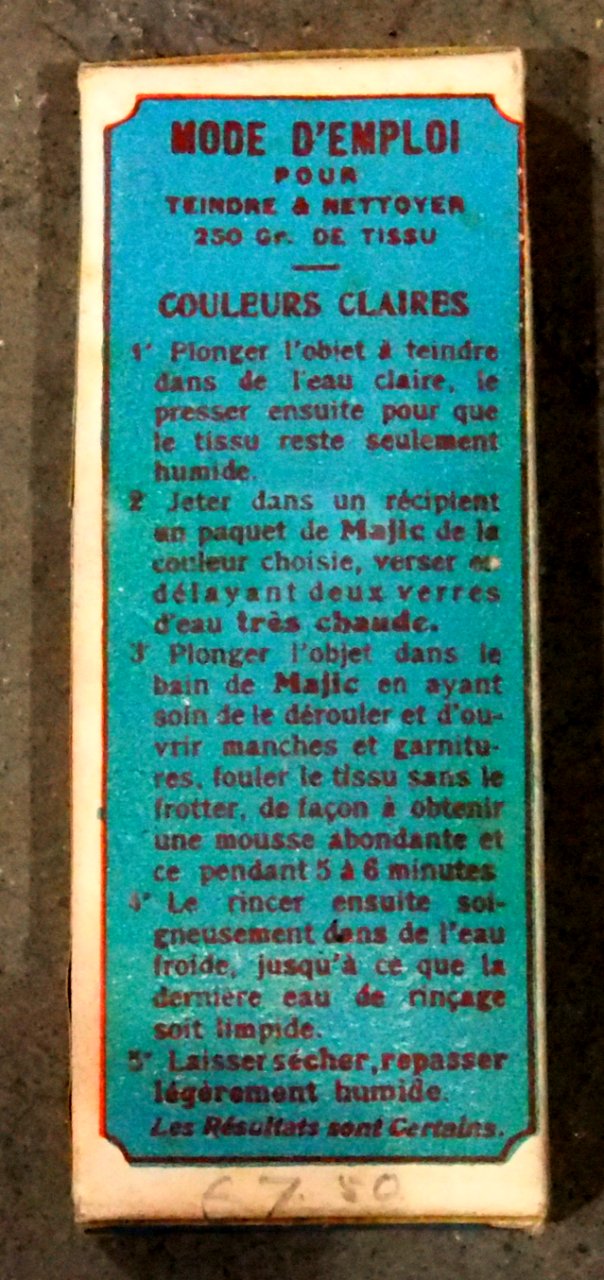 MODE D'EMPLOI
POUR
TEINDRE & NETTOYER
250 Gr. DE TISSU
COULEURS CLAIRES
1° Plonger l'objet à teindre
dans de l'eau claire, le
presser ensuite pour que
le tissu reste seulement
humide.
2 Jeter dans un récipient
un paquet de Majic de la
couleur choisie, verser en
délayant deux verres
d'eau très chaude.
3° Plonger l'objet dans le
bain de Majic en ayant
soin de le dérouler et d'ou-
vrir manches et garnitu-
res, fouler le tissu sans le
frotter, de façon à obtenir
une mousse abondante et
ce pendant 5 à 6 minutes
4° Le rincer ensuite soi-
gneusement dans de l'eau
froide, jusqu'à ce que la
dernière eau de rinçage
soit limpide.
5° Laisser sécher, repasser
légèrement humide.
Les Résultats sont Certains.
7.50